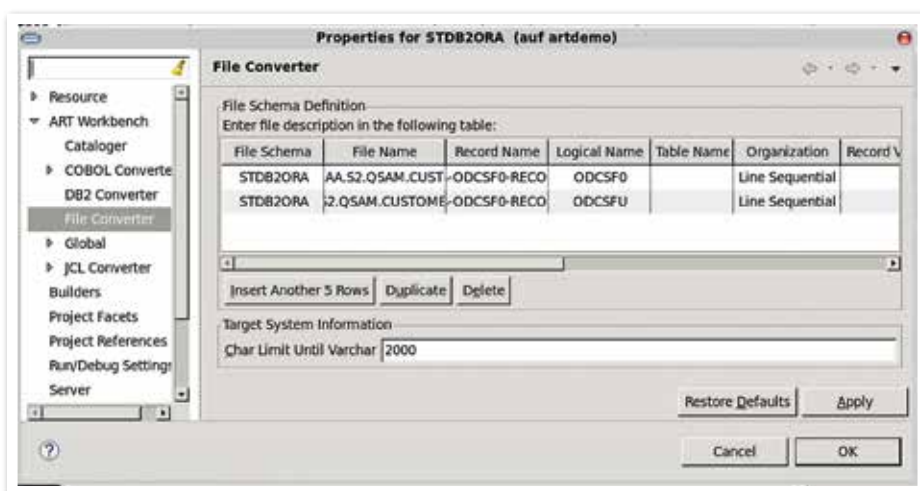 Properties for STDB2ORA (auf artdemo)
File Converter
Resource
ART Workbench
Cataloger
COBOL Converte
DB2 Converter
File Converter
Global
JCL Converter
Builders
Project Facets
Project References
Run/Debug Settings
Server
File Schema Definition
Enter file description in the following table:
File Schema File Name Record Name Logical Name Table Name Organization Record V
STDB2ORA AA.S2.QSAM.CUST -ODCSF0-RECO ODCSF0 Line Sequential
STDB2ORA S2.QSAM.CUSTOME -ODCSF0-RECO ODCSFU Line Sequential
Insert Another 5 Rows Duplicate Delete
Target System Information
Char Limit Until Varchar 2000
Restore Defaults Apply
? Cancel OK